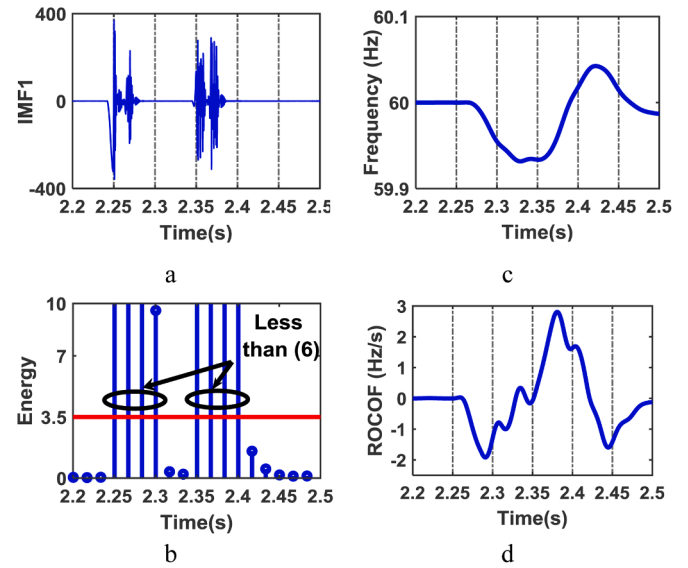 400
0
-400
IMF1
2.2 2.25 2.3 2.35 2.4 2.45 2.5
Time(s)
a
60.1
60
59.9
Frequency (Hz)
2.2 2.25 2.3 2.35 2.4 2.45 2.5
Time(s)
c
10
7
3.5
0
Energy
Less
than (6)
2.2 2.25 2.3 2.35 2.4 2.45 2.5
Time(s)
b
3
2
1
0
-1
-2
ROCOF (Hz/s)
2.2 2.25 2.3 2.35 2.4 2.45 2.5
Time(s)
d